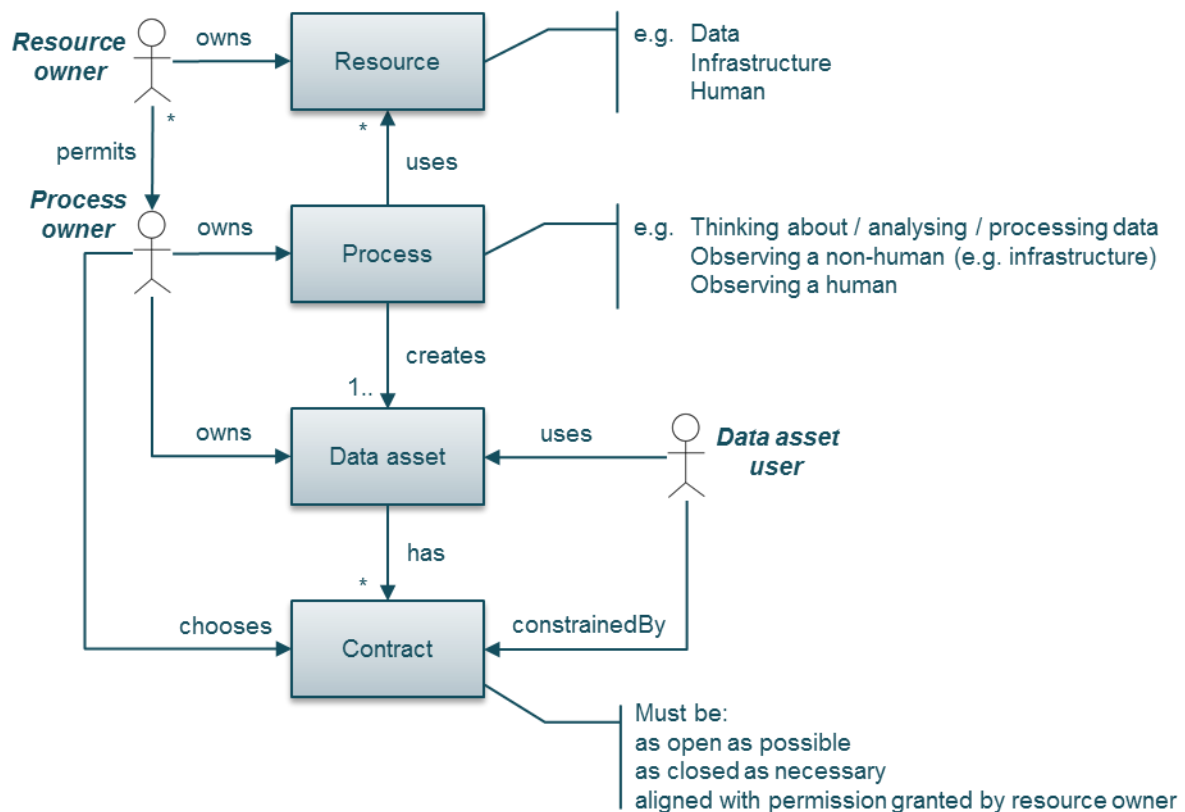 Resource
owner
owns
Resource
e.g. Data
Infrastructure
Human
*
*
permits
uses
Process
owner
owns
Process
e.g. Thinking about / analysing / processing data
Observing a non-human (e.g. infrastructure)
Observing a human
creates
1..
owns
Data asset
uses
Data asset
user
has
*
chooses
Contract
constrainedBy
Must be:
as open as possible
as closed as necessary
aligned with permission granted by resource owner